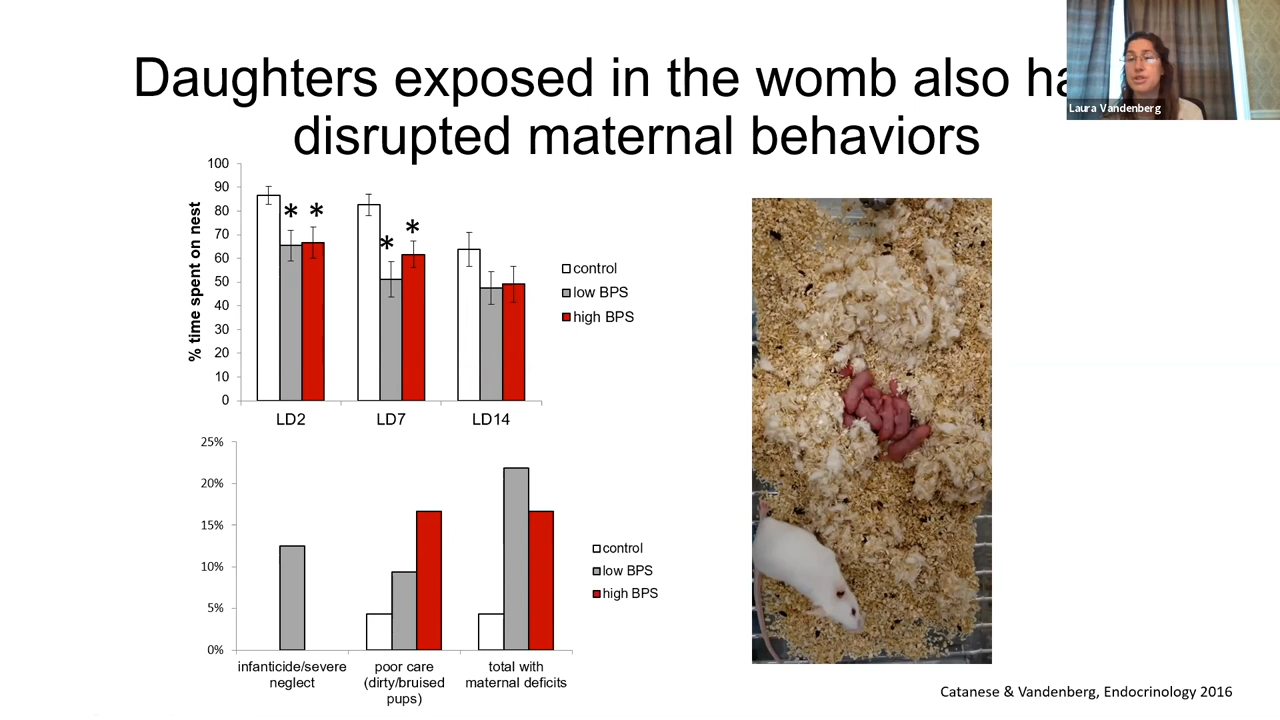 Daughters exposed in the womb also ha
disrupted maternal behaviors
Laura Vandenberg
% time spent on nest
100
90
80
70
60
50
40
30
20
10
0
* *
* *
LD2 LD7 LD14
control
low BPS
high BPS
25%
20%
15%
10%
5%
0%
infanticide/severe
neglect
poor care
(dirty/bruised
pups)
total with
maternal deficits
control
low BPS
high BPS
Catanese & Vandenberg, Endocrinology 2016